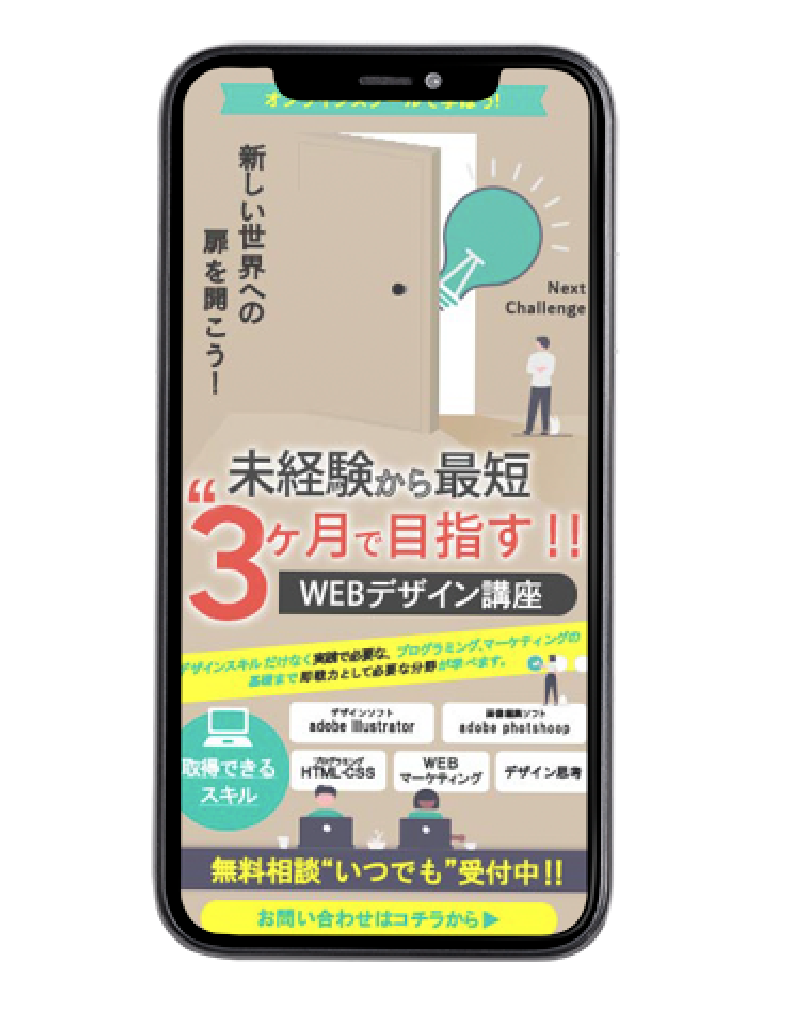 オンラインスクールで学ぼう!
新しい世界への
扉を開こう!
Next
Challenge
未経験から最短
“3ヶ月で目指す!!
WEBデザイン講座
デザインスキルだけなく実践で必要な、プログラミング、マーケティングの
基礎まで即戦力として必要な分野が学べます。
取得できる
スキル
デザインソフト
adobe Illustrator
画像編集ソフト
adobe photshoop
プログラミング
HTML・CSS
WEB
マーケティング
デザイン思考
無料相談“いつでも”受付中!!
お問い合わせはコチラから▶